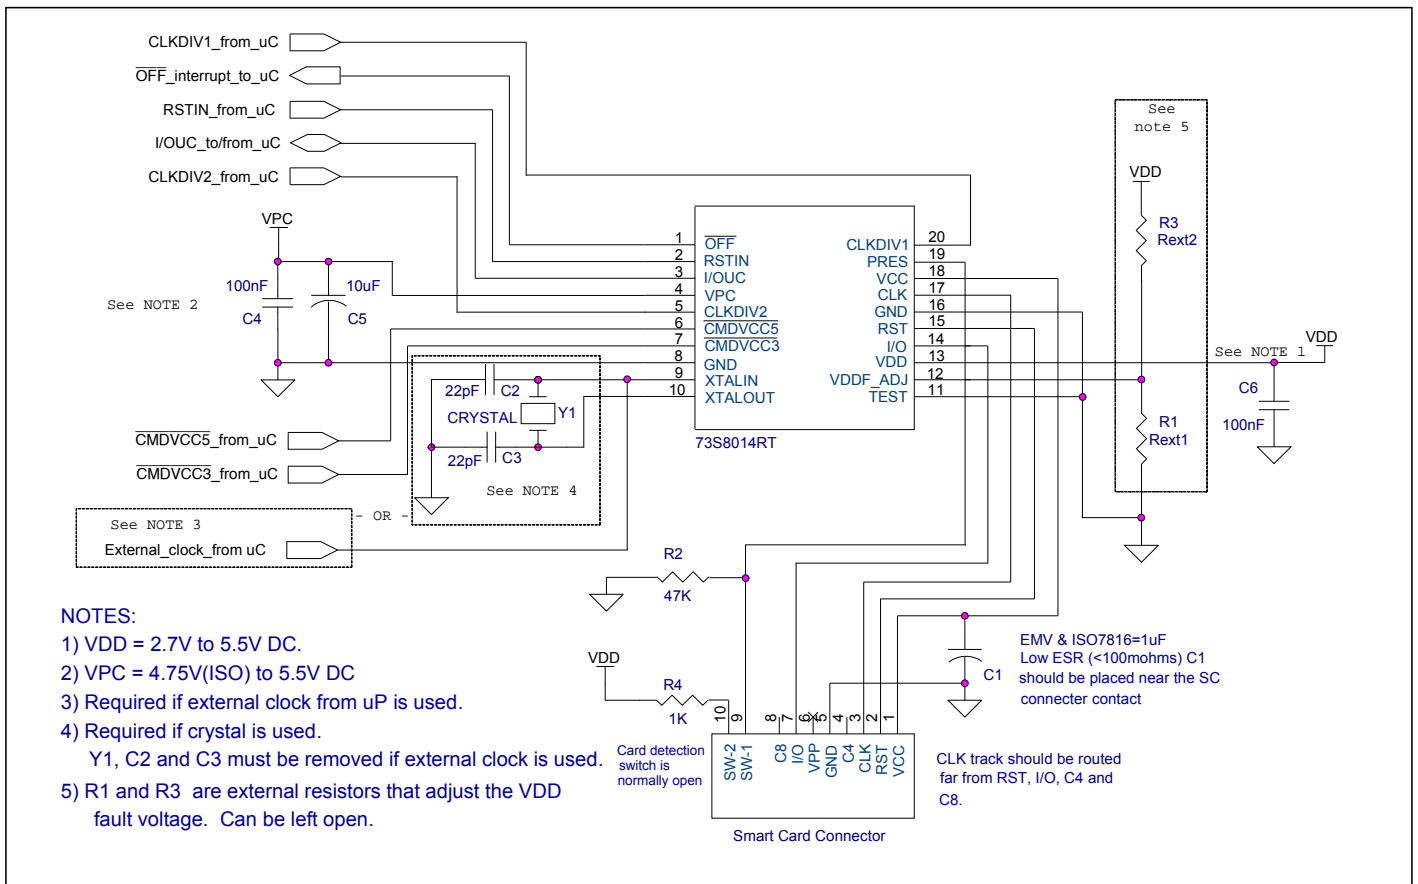 CLKDIV1_from_uC
OFF_interrupt_to_uC
RSTIN_from_uC
I/OUC_to/from_uC
CLKDIV2_from_uC
VPC
See NOTE 2
100nF
C4
10uF
C5
CMDVCC5_from_uC
CMDVCC3_from_uC
See NOTE 3
External_clock_from uC
- OR -
22pF
C2
CRYSTAL
Y1
22pF
C3
See NOTE 4
1
OFF
2
RSTIN
3
I/OUC
4
VPC
5
CLKDIV2
6
CMDVCC5
7
CMDVCC3
8
GND
9
XTALIN
10
XTALOUT
CLKDIV1
20
PRES
19
VCC
18
CLK
17
GND
16
RST
15
I/O
14
VDD
13
VDDF_ADJ
12
TEST
11
73S8014RT
See
note 5
VDD
R3
Rext2
R1
Rext1
See NOTE 1
VDD
C6
100nF
R2
47K
VDD
R4
1K
C1
EMV & ISO7816=1uF
Low ESR (<100mohms) C1
should be placed near the SC
connecter contact
Card detection
switch is
normally open
10
9
8
7
6
5
4
3
2
1
SW-2
SW-1
C8
I/O
VPP
GND
C4
CLK
RST
VCC
CLK track should be routed
far from RST, I/O, C4 and
C8.
Smart Card Connector
NOTES:
1) VDD = 2.7V to 5.5V DC.
2) VPC = 4.75V(ISO) to 5.5V DC
3) Required if external clock from uP is used.
4) Required if crystal is used.
Y1, C2 and C3 must be removed if external clock is used.
5) R1 and R3 are external resistors that adjust the VDD
fault voltage. Can be left open.